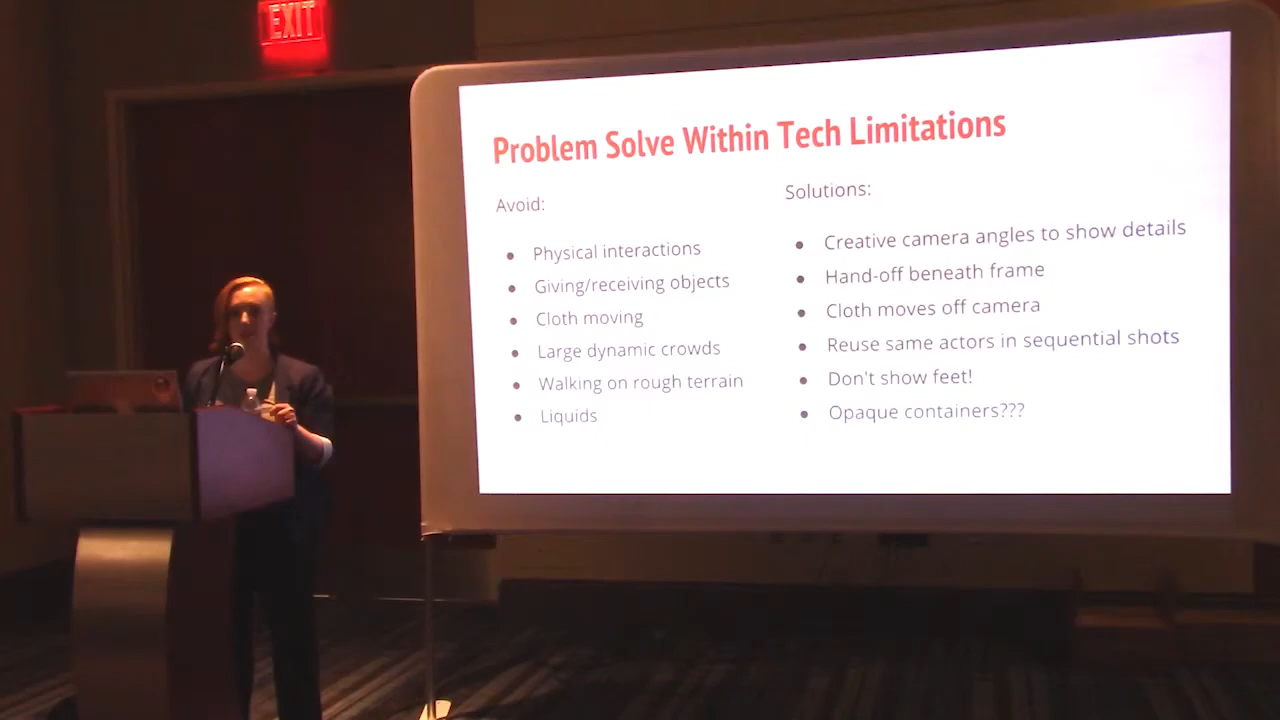 EXIT
Problem Solve Within Tech Limitations
Avoid:
• Physical interactions
• Giving/receiving objects
• Cloth moving
• Large dynamic crowds
• Walking on rough terrain
• Liquids
Solutions:
• Creative camera angles to show details
• Hand-off beneath frame
• Cloth moves off camera
• Reuse same actors in sequential shots
• Don't show feet!
• Opaque containers???